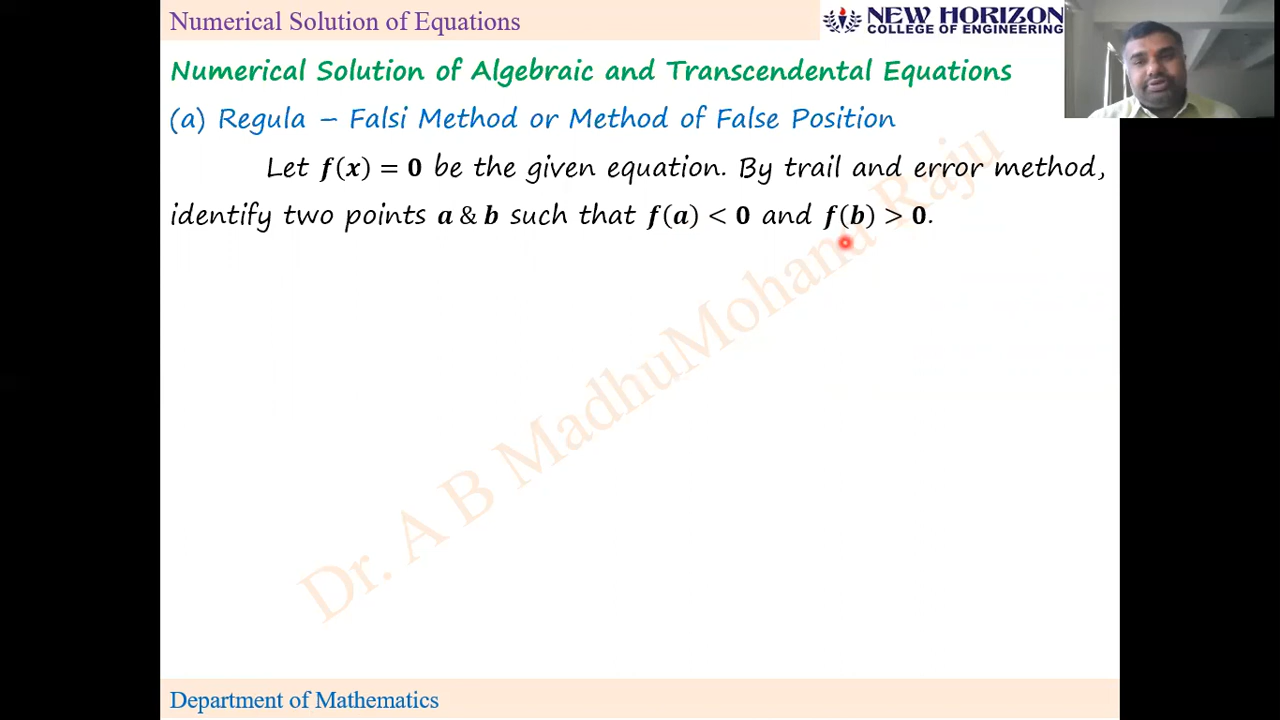 Numerical Solution of Equations
NEW HORIZON
COLLEGE OF ENGINEERING
Numerical Solution of Algebraic and Transcendental Equations
(a) Regula – Falsi Method or Method of False Position
Let f(x) = 0 be the given equation. By trail and error method,
identify two points a & b such that f(a) < 0 and f(b) > 0.
Dr. A B MadhuMohana Raju
Department of Mathematics